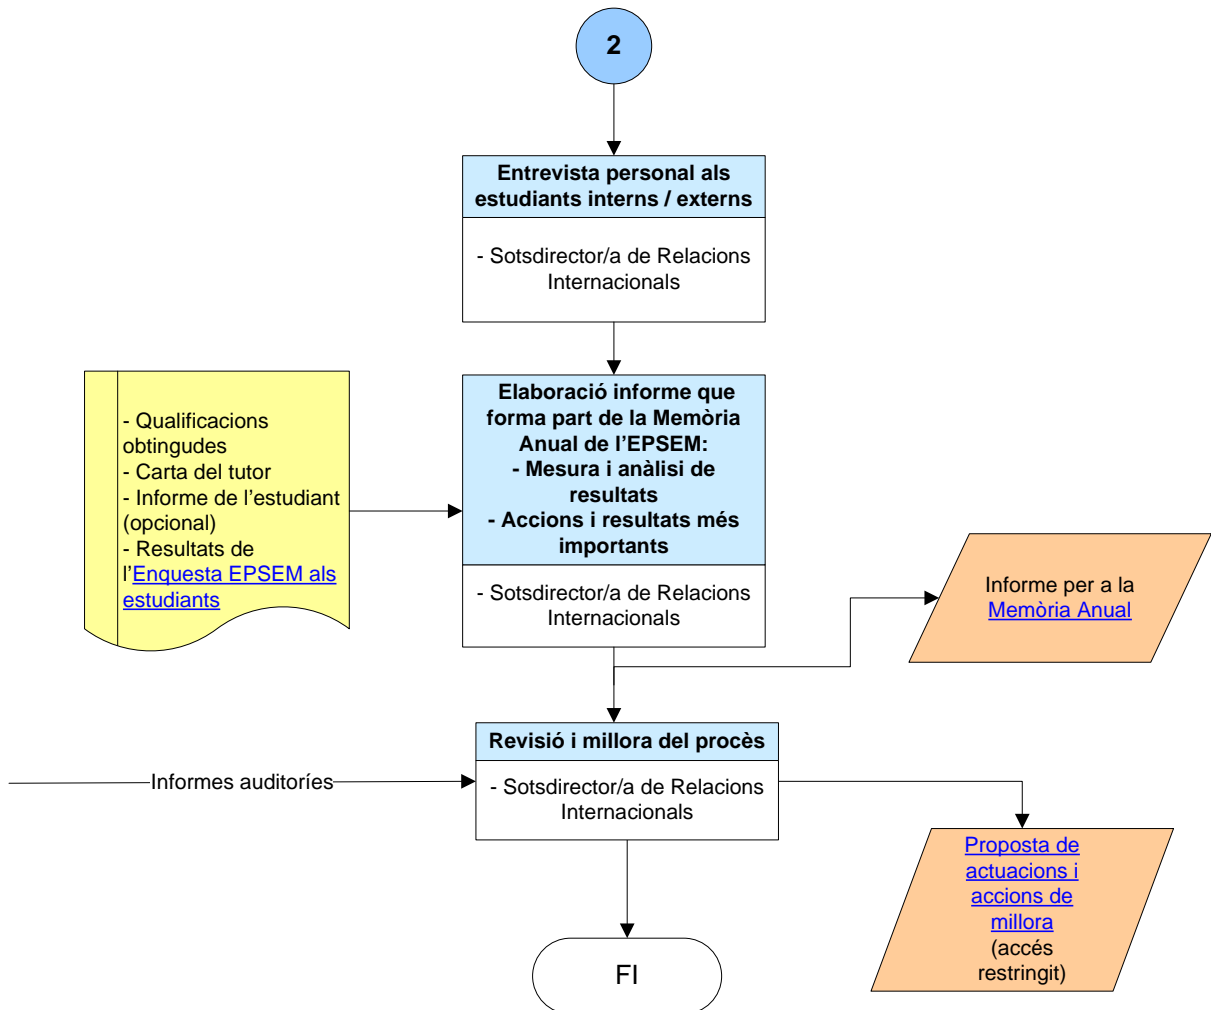 2
Entrevista personal als
estudiants interns / externs
- Sotsdirector/a de Relacions
Internacionals
- Qualificacions
obtingudes
- Carta del tutor
- Informe de l’estudiant
(opcional)
- Resultats de
l’Enquesta EPSEM als
estudiants
Elaboració informe que
forma part de la Memòria
Anual de l’EPSEM:
- Mesura i anàlisi de
resultats
- Accions i resultats més
importants
- Sotsdirector/a de Relacions
Internacionals
Informe per a la
Memòria Anual
Informes auditoríes
Revisió i millora del procès
- Sotsdirector/a de Relacions
Internacionals
Proposta de
actuacions i
accions de
millora
(accés
restringit)
FI